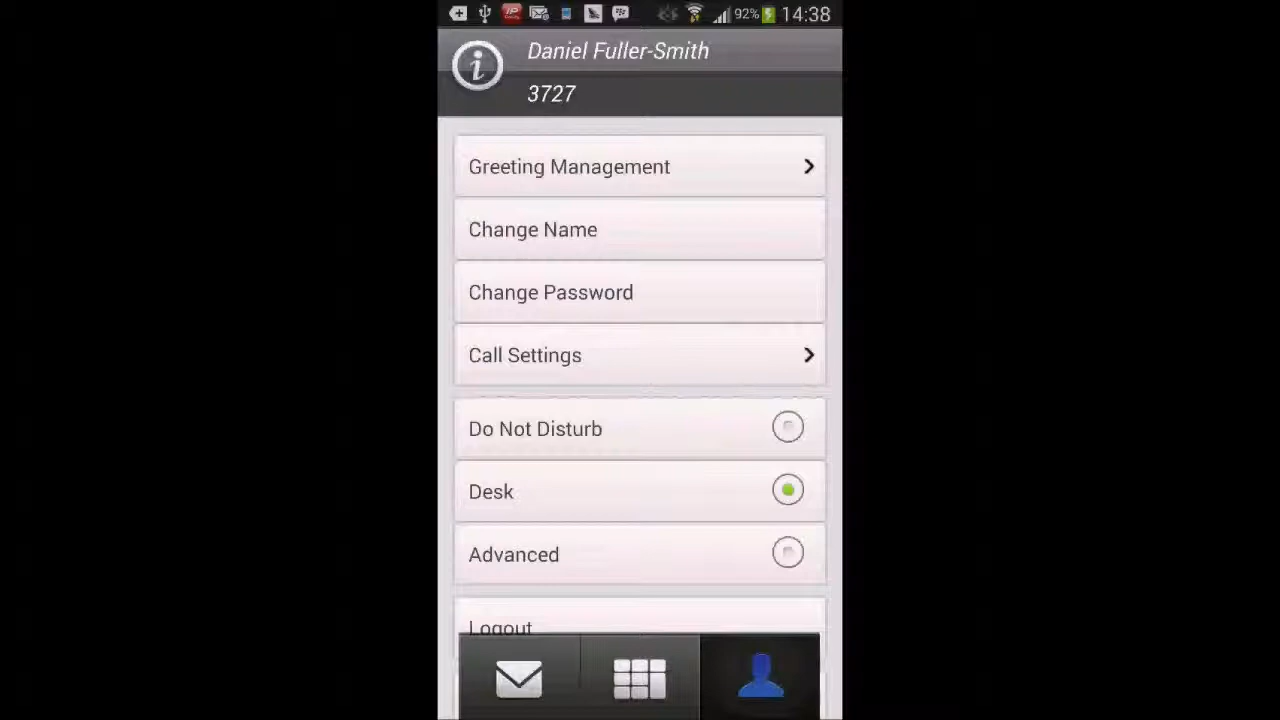 92% 14:38
Daniel Fuller-Smith
3727
Greeting Management
Change Name
Change Password
Call Settings
Do Not Disturb
Desk
Advanced
Logout